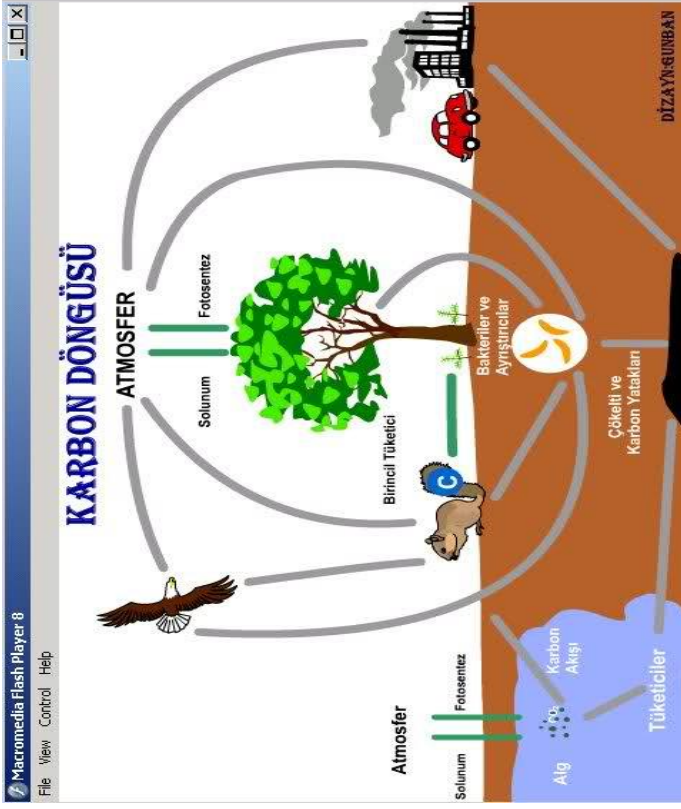 Macromedia Flash Player 8
File View Control Help
KARBON DÖNGÜSÜ
ATMOSFER
Solunum
Fotosentez
Birincil Tüketici
C
Bakteriler ve
Ayrıştırıcılar
Atmosfer
Solunum
Fotosentez
Alg
CO₂
Karbon
Akışı
Tüketiciler
Çökelti ve
Karbon Yatakları
DİZAYN:GUNBAN